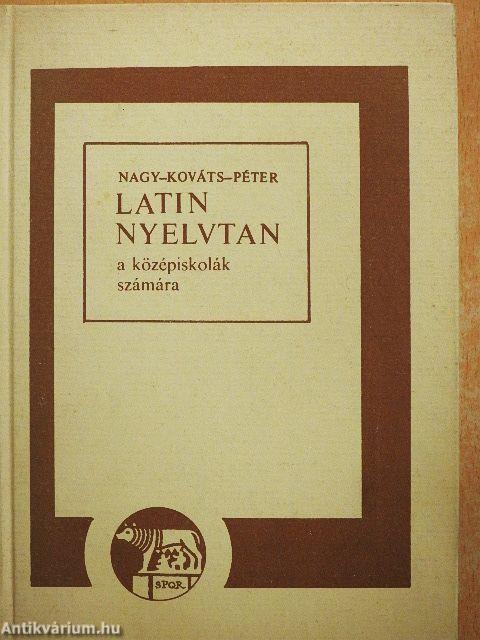 NAGY–KOVÁTS–PÉTER
LATIN
NYELVTAN
a középiskolák
számára
SPQR
Antikvárium.hu